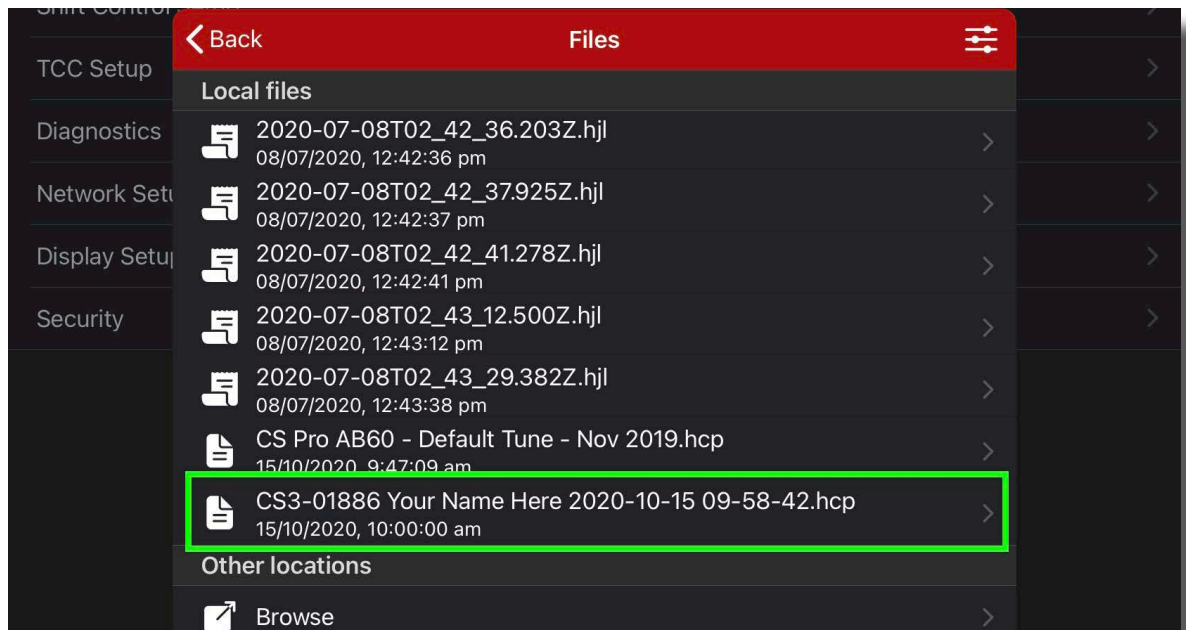 Shift Control
Back
Files
Local files
TCC Setup
2020-07-08T02_42_36.203Z.hjl
08/07/2020, 12:42:36 pm
Diagnostics
2020-07-08T02_42_37.925Z.hjl
08/07/2020, 12:42:37 pm
Network Setu
2020-07-08T02_42_41.278Z.hjl
08/07/2020, 12:42:41 pm
Display Setup
2020-07-08T02_43_12.500Z.hjl
08/07/2020, 12:43:12 pm
Security
2020-07-08T02_43_29.382Z.hjl
08/07/2020, 12:43:38 pm
CS Pro AB60 - Default Tune - Nov 2019.hcp
15/10/2020, 9:47:09 am
CS3-01886 Your Name Here 2020-10-15 09-58-42.hcp
15/10/2020, 10:00:00 am
Other locations
Browse